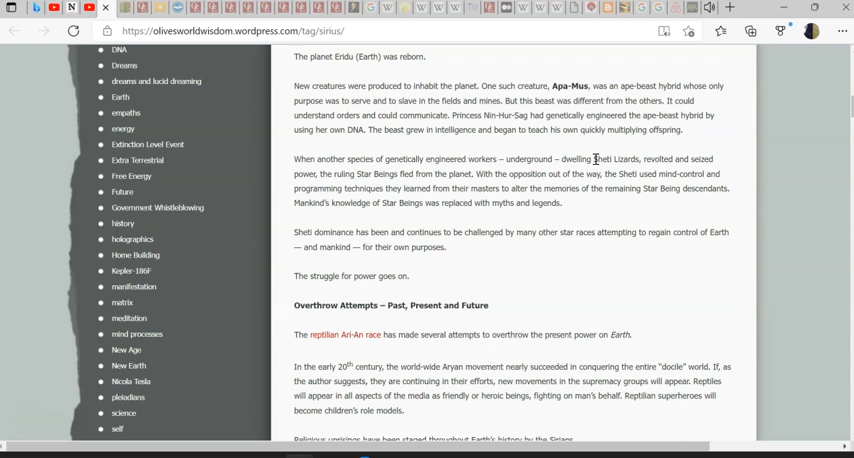 https://olivesworldwisdom.wordpress.com/tag/sirius/
DNA
Dreams
dreams and lucid dreaming
Earth
empaths
energy
Extinction Level Event
Extra Terrestrial
Free Energy
Future
Government Whistleblowing
history
holographics
Home Building
Kepler-186F
manifestation
matrix
meditation
mind processes
New Age
New Earth
Nicola Tesla
pleiadians
science
self
The planet Eridu (Earth) was reborn.
New creatures were produced to inhabit the planet. One such creature, Apa-Mus, was an ape-beast hybrid whose only
purpose was to serve and to slave in the fields and mines. But this beast was different from the others. It could
understand orders and could communicate. Princess Nin-Hur-Sag had genetically engineered the ape-beast hybrid by
using her own DNA. The beast grew in intelligence and began to teach his own quickly multiplying offspring.
When another species of genetically engineered workers – underground – dwelling Sheti Lizards, revolted and seized
power, the ruling Star Beings fled from the planet. With the opposition out of the way, the Sheti used mind-control and
programming techniques they learned from their masters to alter the memories of the remaining Star Being descendants.
Mankind's knowledge of Star Beings was replaced with myths and legends.
Sheti dominance has been and continues to be challenged by many other star races attempting to regain control of Earth
— and mankind — for their own purposes.
The struggle for power goes on.
Overthrow Attempts – Past, Present and Future
The reptilian Ari-An race has made several attempts to overthrow the present power on Earth.
In the early 20th century, the world-wide Aryan movement nearly succeeded in conquering the entire "docile" world. If, as
the author suggests, they are continuing in their efforts, new movements in the supremacy groups will appear. Reptiles
will appear in all aspects of the media as friendly or heroic beings, fighting on man's behalf. Reptilian superheroes will
become children's role models.
Religious uprisings have been staged throughout Earth's history by the Sirians.